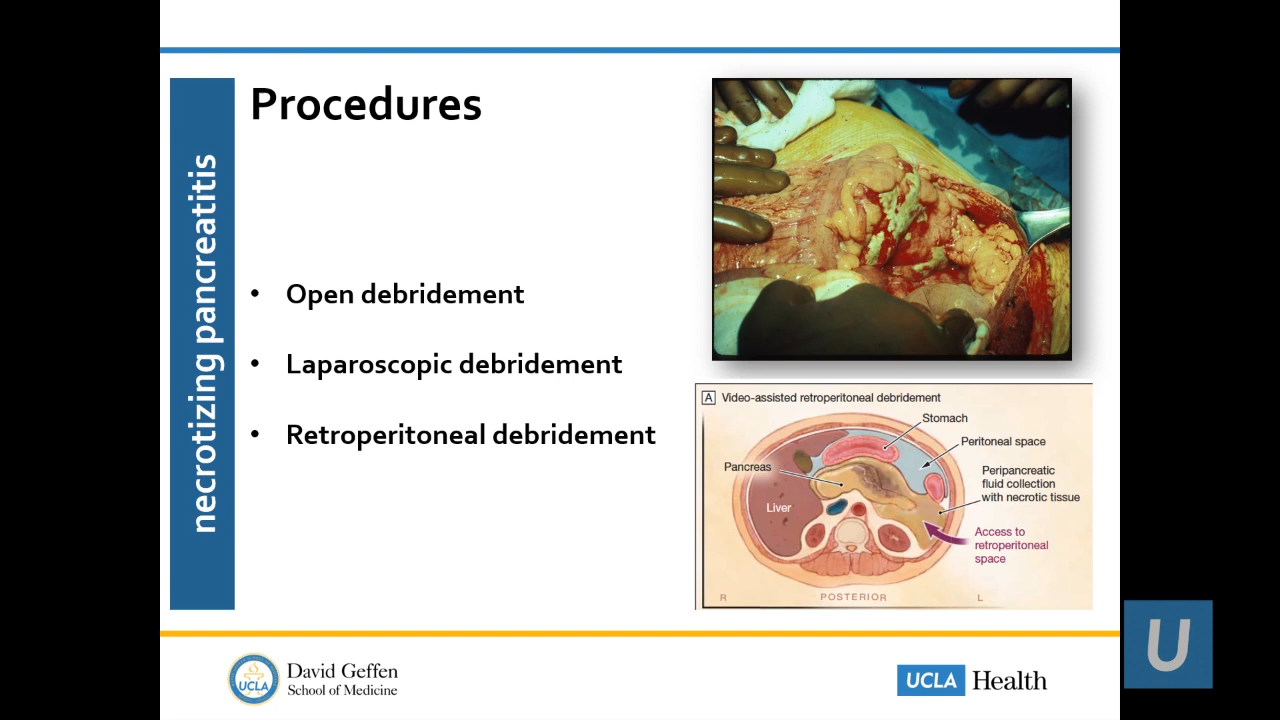 necrotizing pancreatitis
Procedures
• Open debridement
• Laparoscopic debridement
• Retroperitoneal debridement
A Video-assisted retroperitoneal debridement
Stomach
Peritoneal space
Pancreas
Peripancreatic
fluid collection
with necrotic tissue
Liver
Access to
retroperitoneal
space
R POSTERIOR L
UCLA
David Geffen
School of Medicine
UCLA Health
U